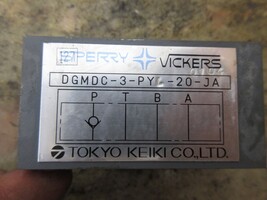 SPERRY VICKERS
DGMDC-3-PY -20-JA
P T B A
TOKYO KEIKI CO.,LTD.